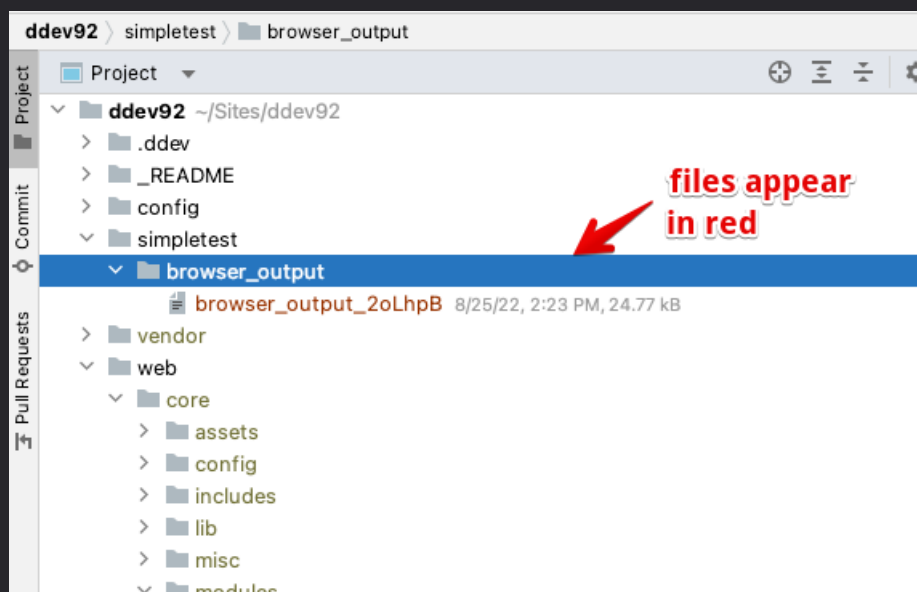 ddev92 〉 simpletest 〉 browser_output
Project
Project
Commit
Pull Requests
ddev92 ~/Sites/ddev92
.ddev
_README
config
simpletest
files appear
in red
browser_output
browser_output_2oLhpB 8/25/22, 2:23 PM, 24.77 kB
vendor
web
core
assets
config
includes
lib
misc
modules